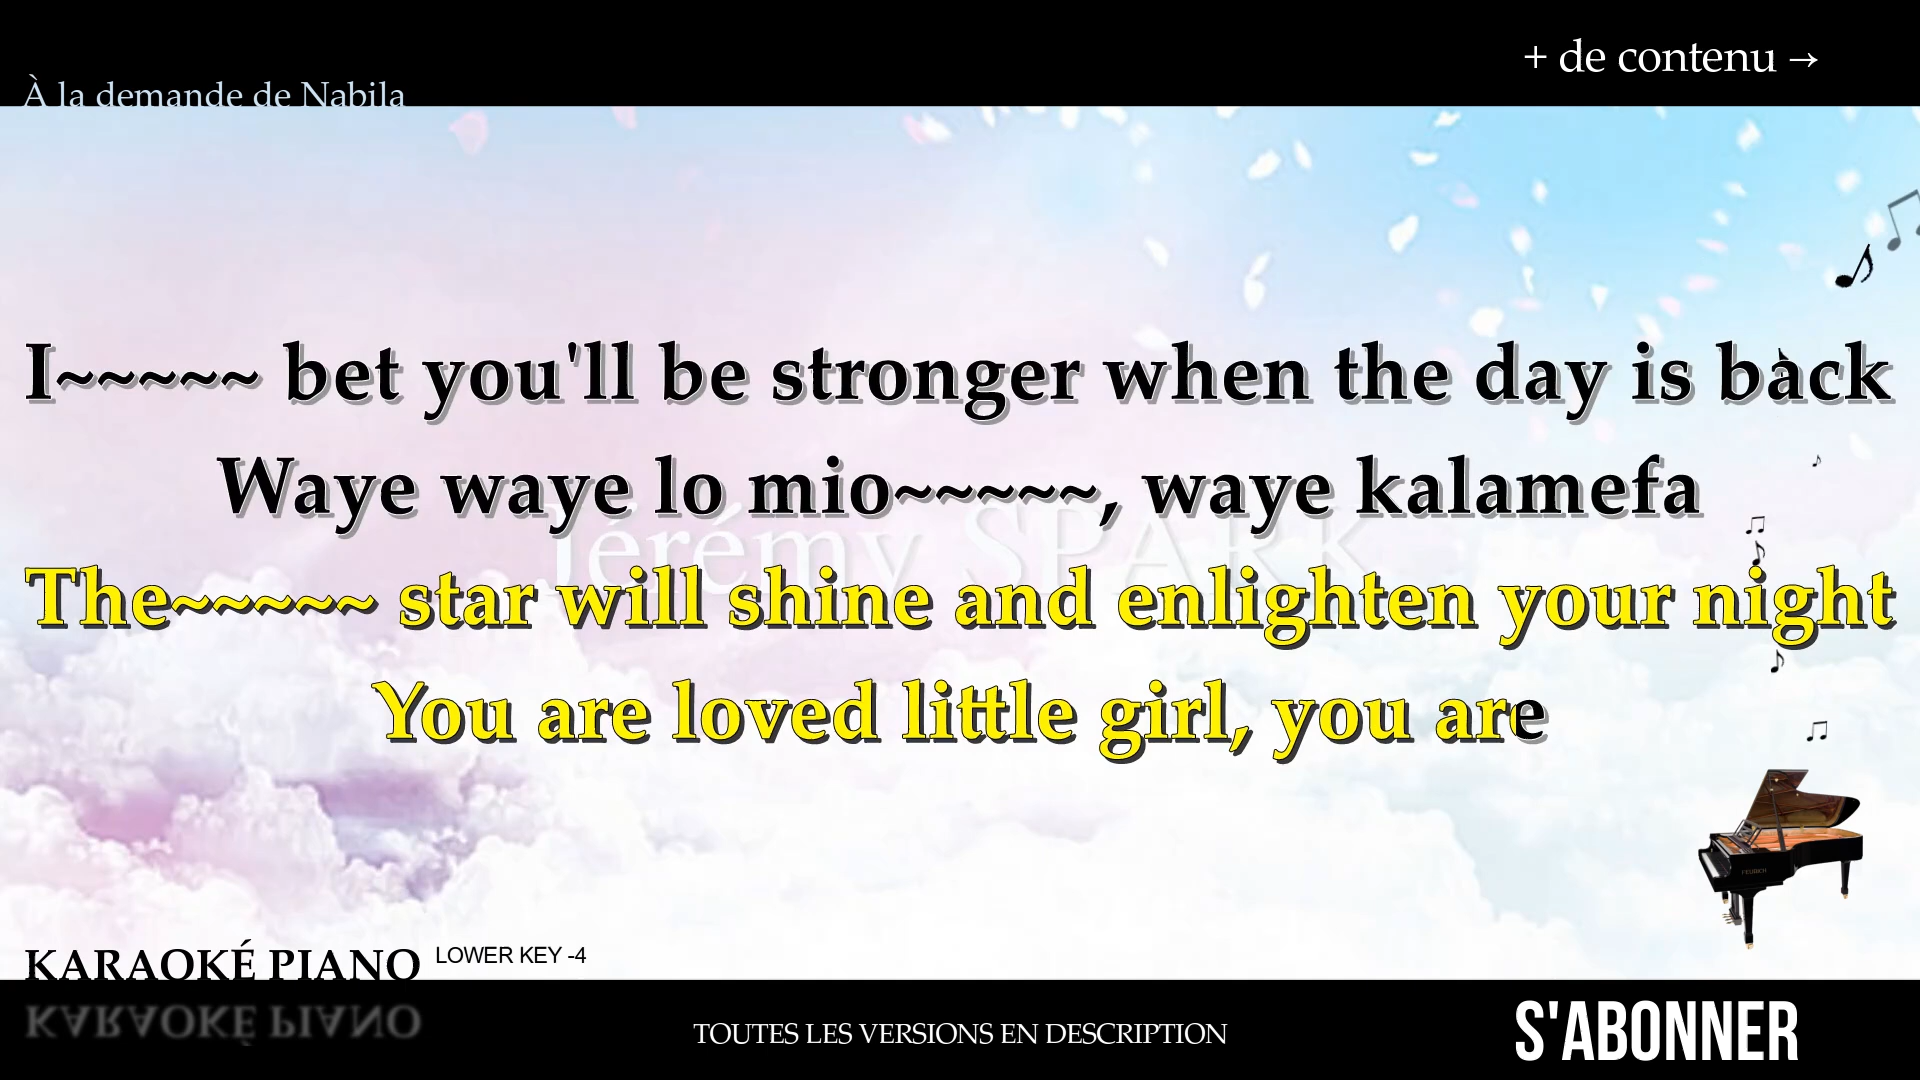 + de contenu →
À la demande de Nabila
I~~~~~ bet you'll be stronger when the day is back
Waye waye lo mio~~~~~, waye kalamefa
Jérémy SPARK
The~~~~~ star will shine and enlighten your night
You are loved little girl, you are
KARAOKÉ PIANO LOWER KEY -4
KARAOKÉ PIANO
TOUTES LES VERSIONS EN DESCRIPTION
S'ABONNER